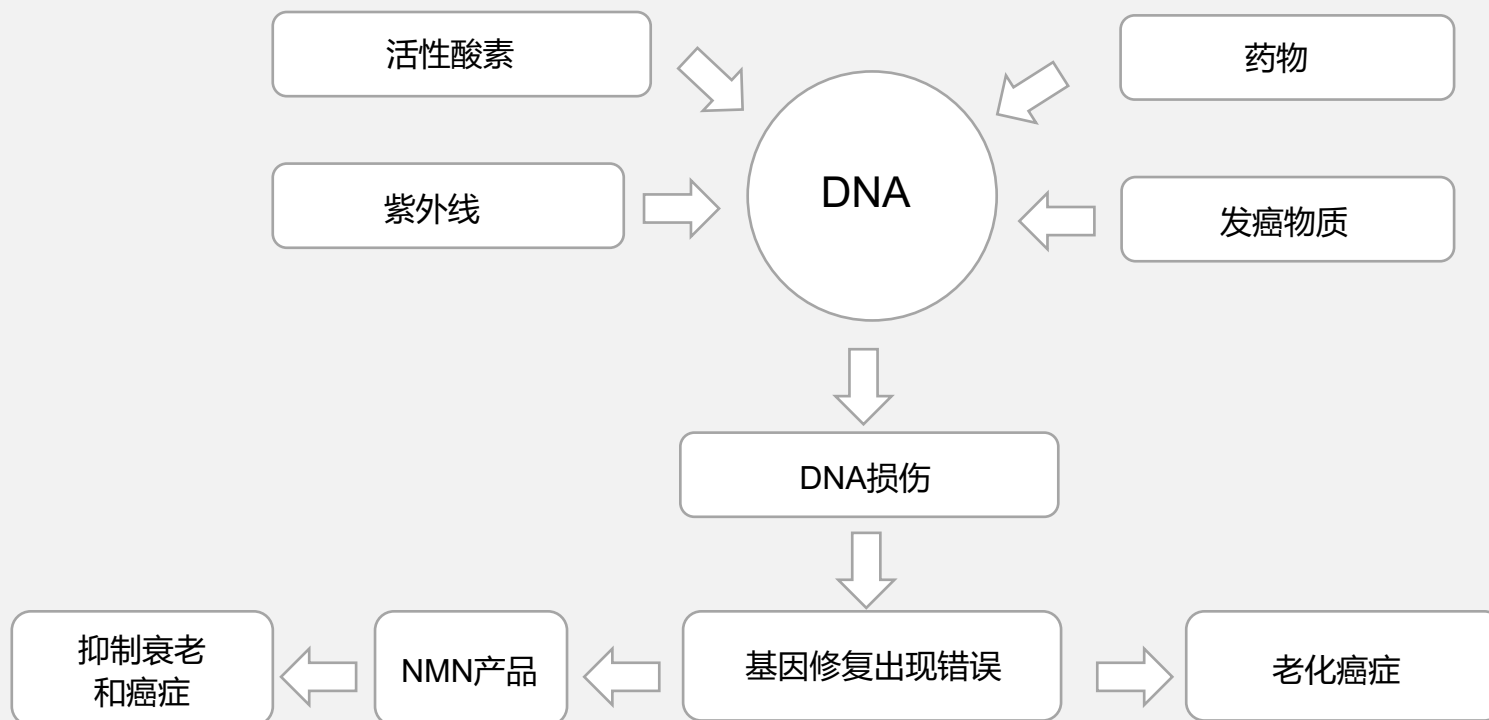 活性酸素
药物
紫外线
DNA
发癌物质
DNA损伤
抑制衰老
和癌症
NMN产品
基因修复出现错误
老化癌症